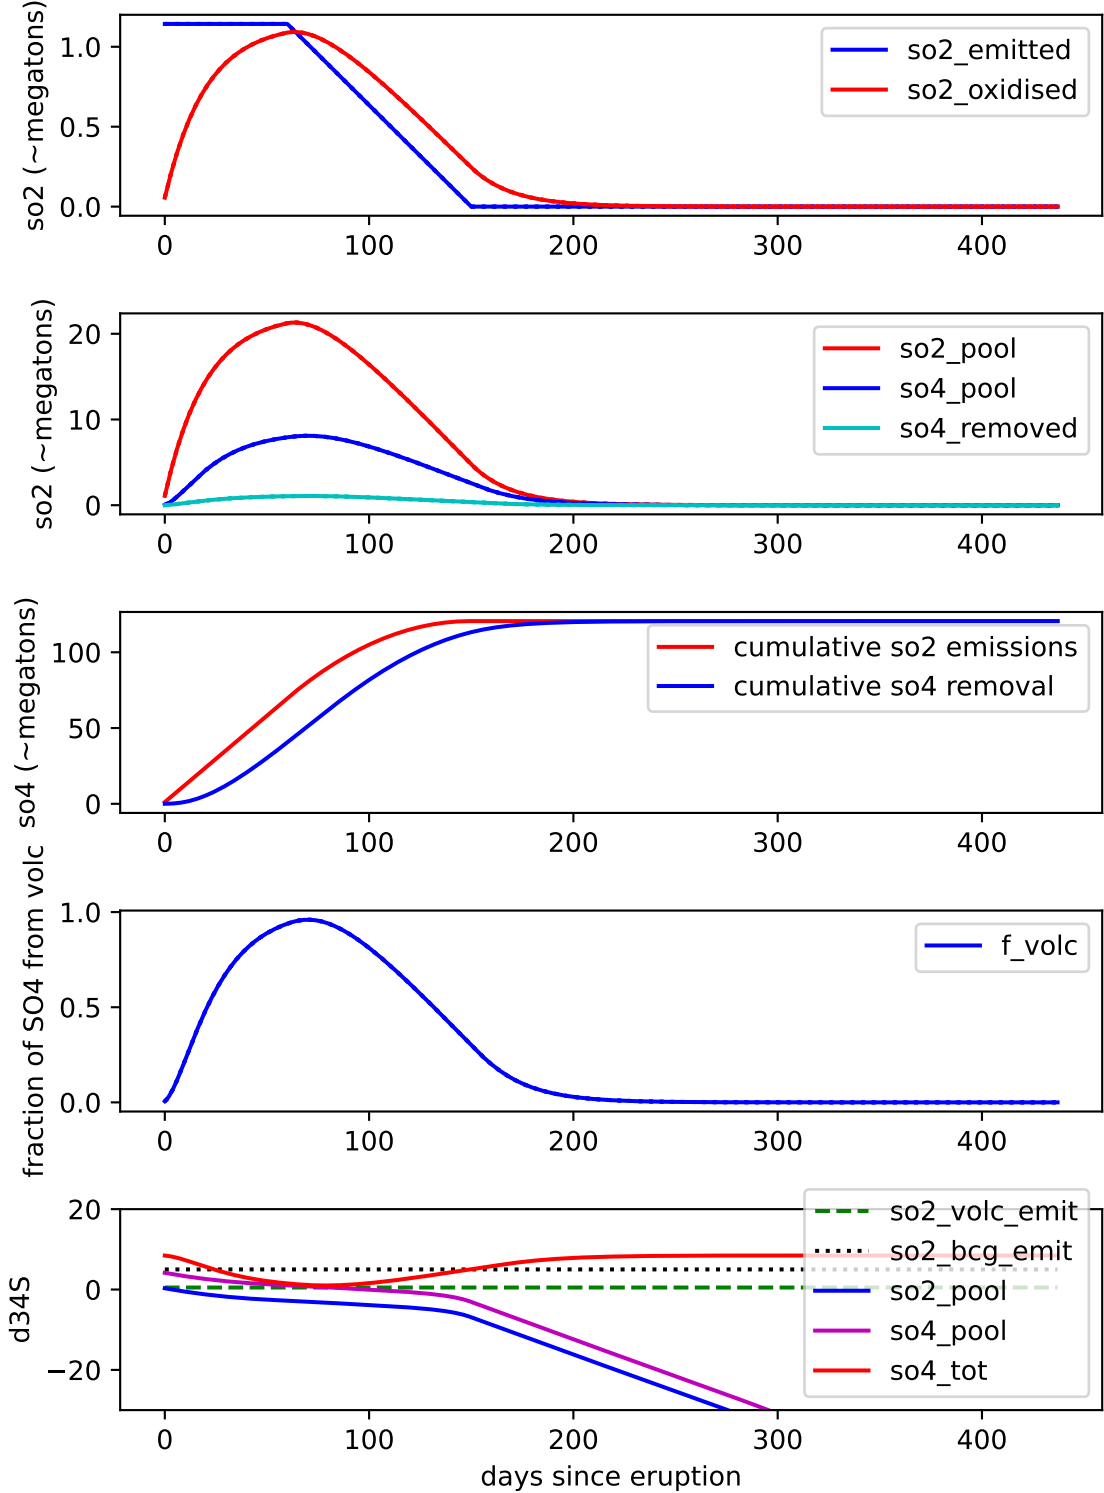 so2 (~megatons)
1.0
0.5
0.0
so2_emitted
so2_oxidised
0 100 200 300 400
so2 (~megatons)
20
10
0
so2_pool
so4_pool
so4_removed
0 100 200 300 400
so4 (~megatons)
100
50
0
cumulative so2 emissions
cumulative so4 removal
0 100 200 300 400
fraction of SO4 from volc
1.0
0.5
0.0
f_volc
0 100 200 300 400
d34S
20
0
−20
so2_volc_emit
so2_bcg_emit
so2_pool
so4_pool
so4_tot
0 100 200 300 400
days since eruption